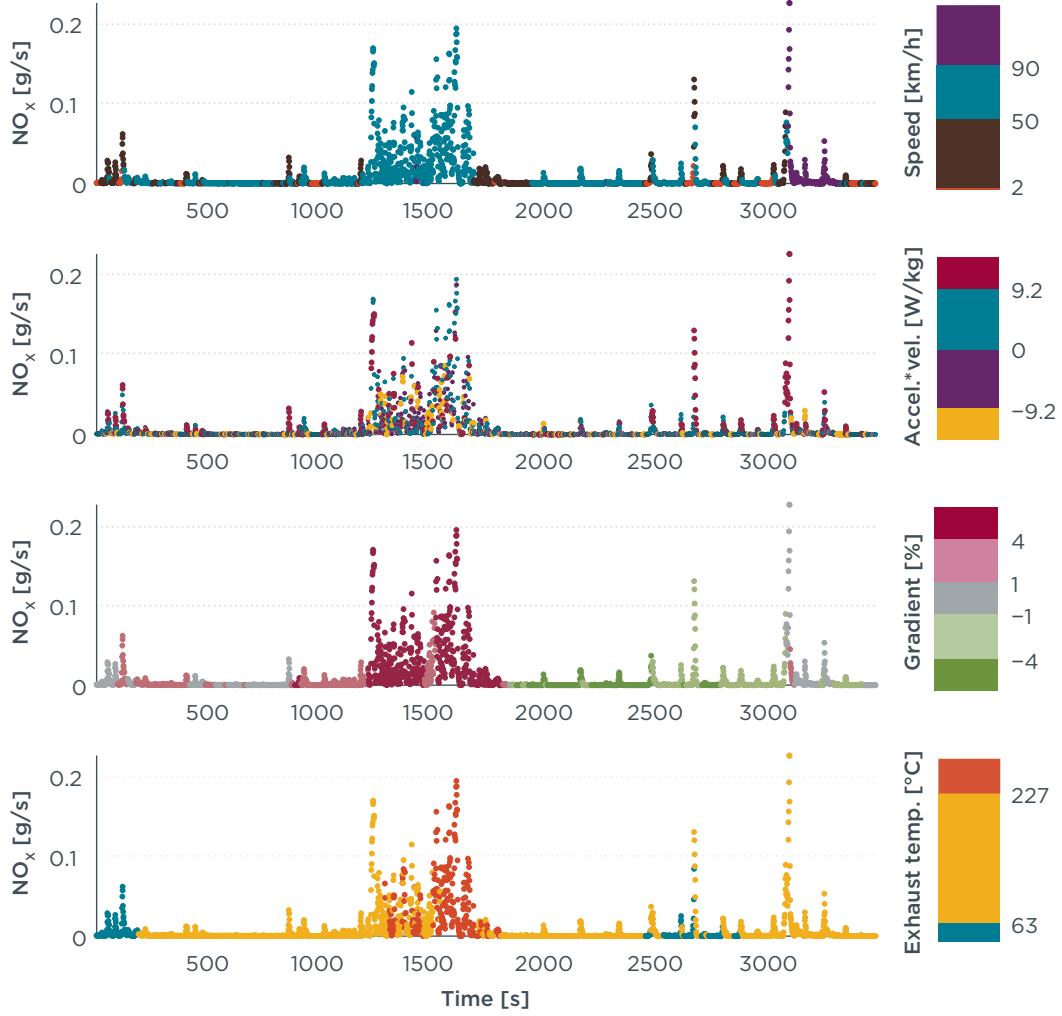 NOx [g/s]
0.2
0.1
0
500 1000 1500 2000 2500 3000
Speed [km/h]
90
50
2
NOx [g/s]
0.2
0.1
0
500 1000 1500 2000 2500 3000
Accel.*vel. [W/kg]
9.2
0
−9.2
NOx [g/s]
0.2
0.1
0
500 1000 1500 2000 2500 3000
Gradient [%]
4
1
−1
−4
NOx [g/s]
0.2
0.1
0
500 1000 1500 2000 2500 3000
Time [s]
Exhaust temp. [°C]
227
63